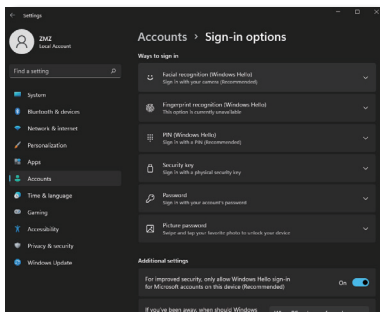 Settings
ZMZ
Local Account
Find a setting
System
Bluetooth & devices
Network & internet
Personalization
Apps
Accounts
Time & language
Gaming
Accessibility
Privacy & security
Windows Update
Accounts > Sign-in options
Ways to sign in
Facial recognition (Windows Hello)
Sign in with your camera (Recommended)
Fingerprint recognition (Windows Hello)
This option is currently unavailable
PIN (Windows Hello)
Sign in with a PIN (Recommended)
Security key
Sign in with a physical security key
Password
Sign in with your account's password
Picture password
Swipe and tap your favorite photo to unlock your device
Additional settings
For improved security, only allow Windows Hello sign-in
for Microsoft accounts on this device (Recommended)
On
If you've been away, when should Windows